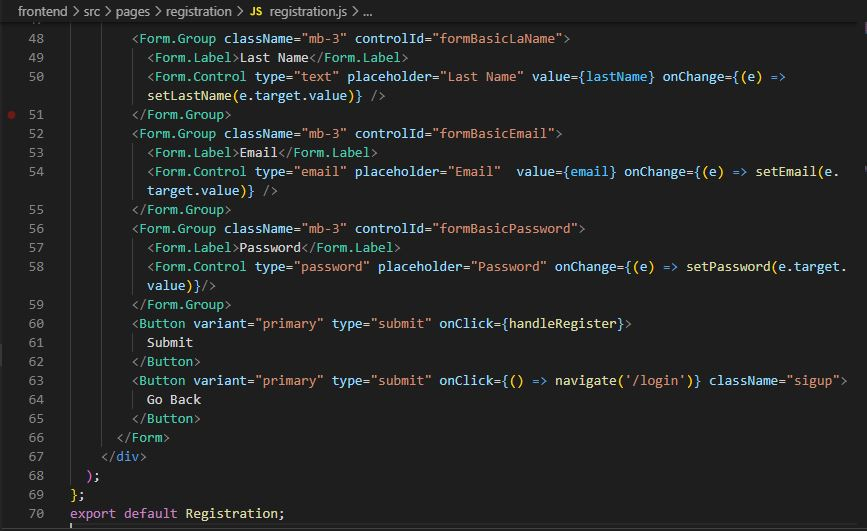 frontend > src > pages > registration > JS registration.js > ...
48 <Form.Group className="mb-3" controlId="formBasicLaName">
49 <Form.Label>Last Name</Form.Label>
50 <Form.Control type="text" placeholder="Last Name" value={lastName} onChange={(e) =>
setLastName(e.target.value)} />
51 </Form.Group>
52 <Form.Group className="mb-3" controlId="formBasicEmail">
53 <Form.Label>Email</Form.Label>
54 <Form.Control type="email" placeholder="Email"  value={email} onChange={(e) => setEmail(e.
target.value)} />
55 </Form.Group>
56 <Form.Group className="mb-3" controlId="formBasicPassword">
57 <Form.Label>Password</Form.Label>
58 <Form.Control type="password" placeholder="Password" onChange={(e) => setPassword(e.target.
value)}/>
59 </Form.Group>
60 <Button variant="primary" type="submit" onClick={handleRegister}>
61 Submit
62 </Button>
63 <Button variant="primary" type="submit" onClick={() => navigate('/login')} className="sigup">
64 Go Back
65 </Button>
66 </Form>
67 </div>
68 );
69 };
70 export default Registration;